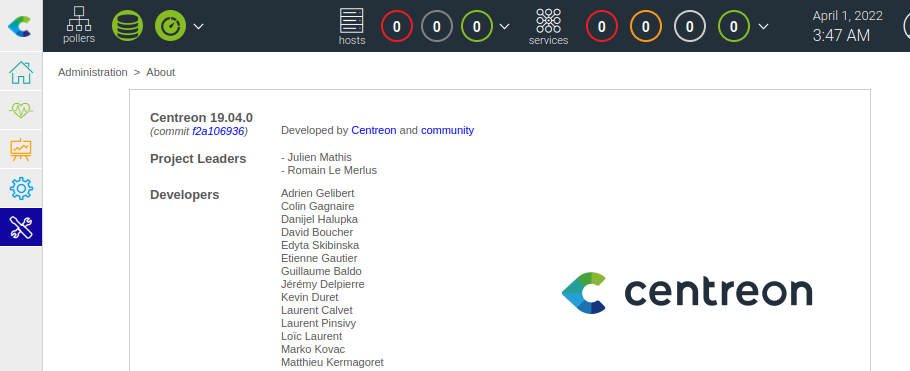 pollers
hosts
0
0
0
services
0
0
0
0
April 1, 2022
3:47 AM
Administration > About
Centreon 19.04.0
(commit f2a106936)
Developed by Centreon and community
Project Leaders
- Julien Mathis
- Romain Le Merlus
Developers
Adrien Gelibert
Colin Gagnaire
Danijel Halupka
David Boucher
Edyta Skibinska
Etienne Gautier
Guillaume Baldo
Jérémy Delpierre
Kevin Duret
Laurent Calvet
Laurent Pinsivy
Loïc Laurent
Marko Kovac
Matthieu Kermagoret
centreon